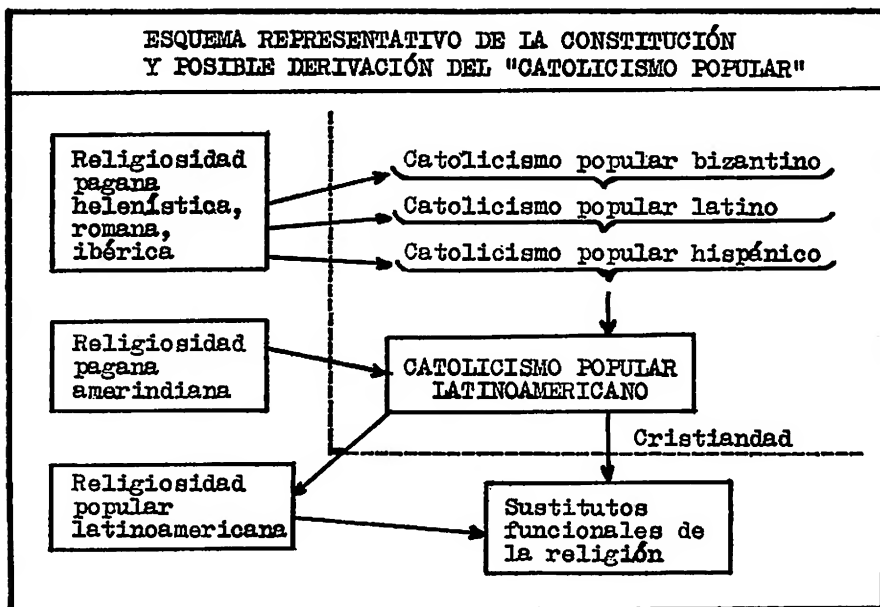 ESQUEMA REPRESENTATIVO DE LA CONSTITUCIÓN
Y POSIBLE DERIVACIÓN DEL "CATOLICISMO POPULAR"
Religiosidad
pagana
helenística,
romana,
ibérica
Catolicismo popular bizantino
Catolicismo popular latino
Catolicismo popular hispánico
Religiosidad
pagana
amerindiana
CATOLICISMO POPULAR
LATINOAMERICANO
Cristiandad
Religiosidad
popular
latinoamericana
Sustitutos
funcionales de
la religión